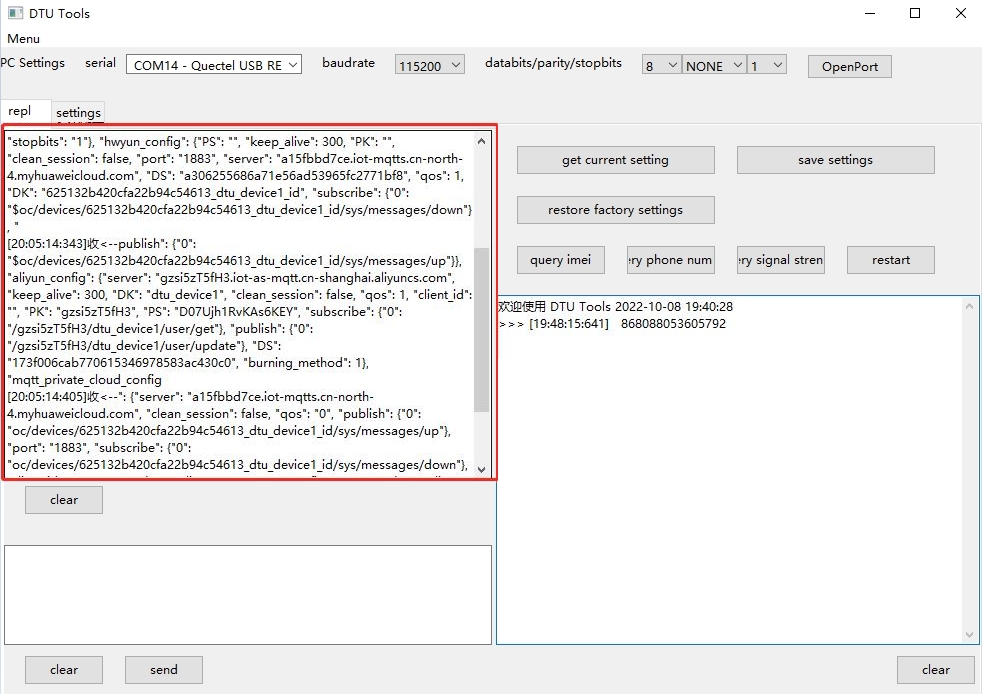 DTU Tools
Menu
PC Settings serial COM14 - Quectel USB RE baudrate 115200 databits/parity/stopbits 8 NONE 1 OpenPort
repl settings
"stopbits": "1"}, "hwyun_config": {"PS": "", "keep_alive": 300, "PK": "",
"clean_session": false, "port": "1883", "server": "a15fbbd7ce.iot-mqtts.cn-north-
4.myhuaweicloud.com", "DS": "a306255686a71e56ad53965fc2771bf8", "qos": 1,
"DK": "625132b420cfa22b94c54613_dtu_device1_id", "subscribe": {"0":
"$oc/devices/625132b420cfa22b94c54613_dtu_device1_id/sys/messages/down"}
, "
[20:05:14:343]收<--publish": {"0":
"$oc/devices/625132b420cfa22b94c54613_dtu_device1_id/sys/messages/up"}},
"aliyun_config": {"server": "gzsi5zT5fH3.iot-as-mqtt.cn-shanghai.aliyuncs.com",
"keep_alive": 300, "DK": "dtu_device1", "clean_session": false, "qos": 1, "client_id":
"", "PK": "gzsi5zT5fH3", "PS": "D07Ujh1RvKAs6KEY", "subscribe": {"0":
"/gzsi5zT5fH3/dtu_device1/user/get"}, "publish": {"0":
"/gzsi5zT5fH3/dtu_device1/user/update"}, "DS":
"173f006cab770615346978583ac430c0", "burning_method": 1},
"mqtt_private_cloud_config
[20:05:14:405]收<--": {"server": "a15fbbd7ce.iot-mqtts.cn-north-
4.myhuaweicloud.com", "clean_session": false, "qos": "0", "publish": {"0":
"oc/devices/625132b420cfa22b94c54613_dtu_device1_id/sys/messages/up"},
"port": "1883", "subscribe": {"0":
"oc/devices/625132b420cfa22b94c54613_dtu_device1_id/sys/messages/down"},
clear
clear send
get current setting save settings
restore factory settings
query imei ery phone num ery signal stren restart
欢迎使用 DTU Tools 2022-10-08 19:40:28
>>> [19:48:15:641] 868088053605792
clear